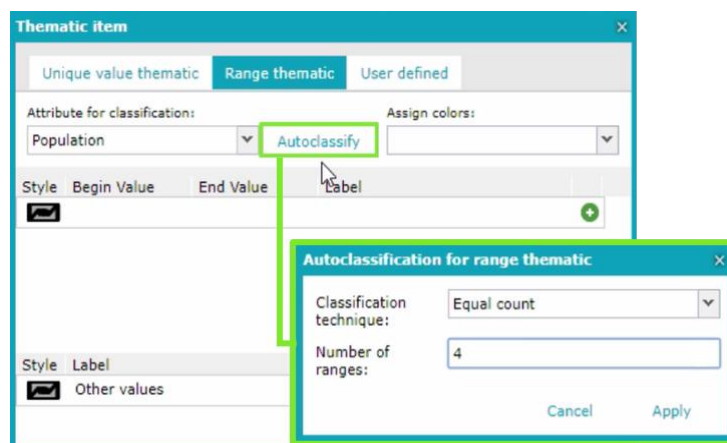 Thematic item
Unique value thematic Range thematic User defined
Attribute for classification: Assign colors:
Population Autoclassify
Style Begin Value End Value Label
Autoclassification for range thematic
Classification technique: Equal count
Number of ranges: 4
Cancel Apply
Style Label
Other values